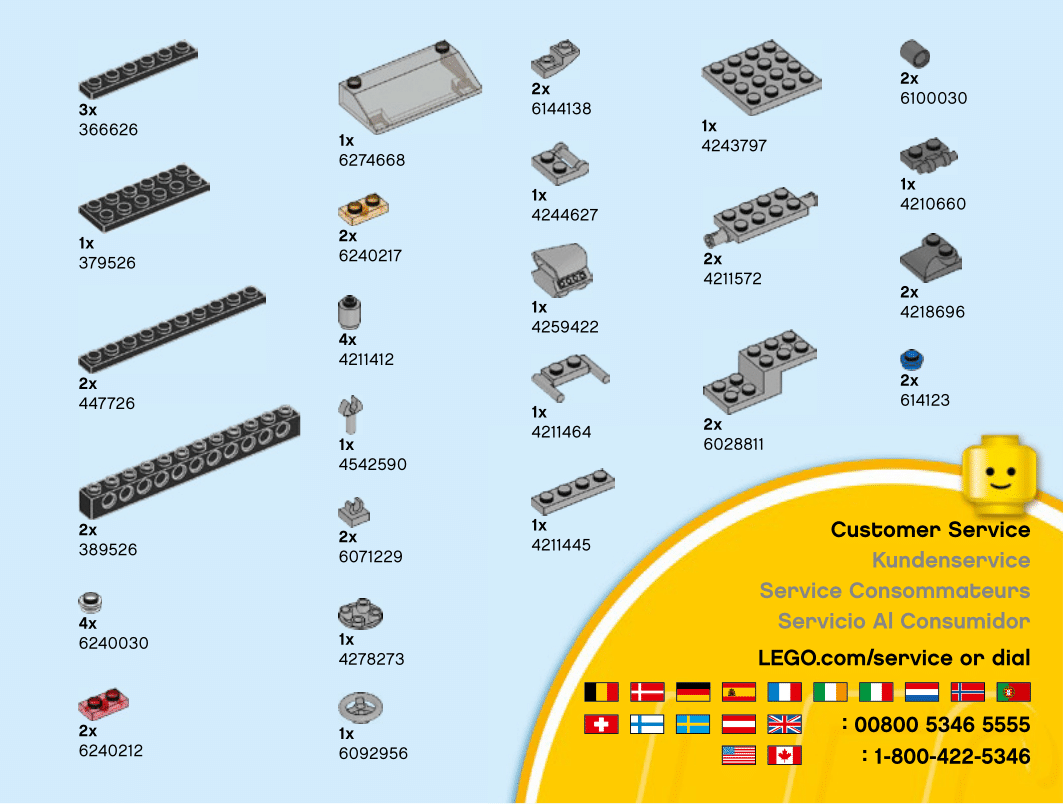 3x
366626
1x
379526
2x
447726
2x
389526
4x
6240030
2x
6240212
1x
6274668
2x
6240217
4x
4211412
1x
4542590
2x
6071229
1x
4278273
1x
6092956
2x
6144138
1x
4244627
1x
4259422
1x
4211464
1x
4211445
1x
4243797
2x
4211572
2x
6028811
2x
6100030
1x
4210660
2x
4218696
2x
614123
Customer Service
Kundenservice
Service Consommateurs
Servicio Al Consumidor
LEGO.com/service or dial
: 00800 5346 5555
: 1-800-422-5346